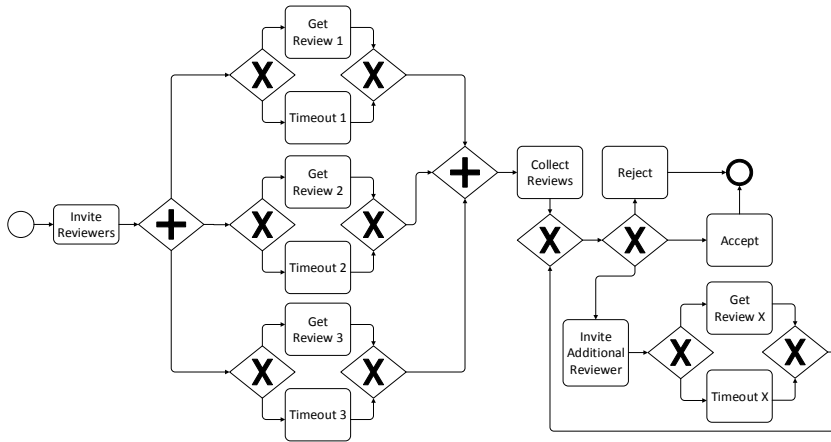 Get
Review 1
X
X
Timeout 1
Get
Review 2
X
X
Timeout 2
Get
Review 3
X
X
Timeout 3
Invite
Reviewers
+
+
Collect
Reviews
Reject
X
X
Accept
Invite
Additional
Reviewer
Get
Review X
X
X
Timeout X